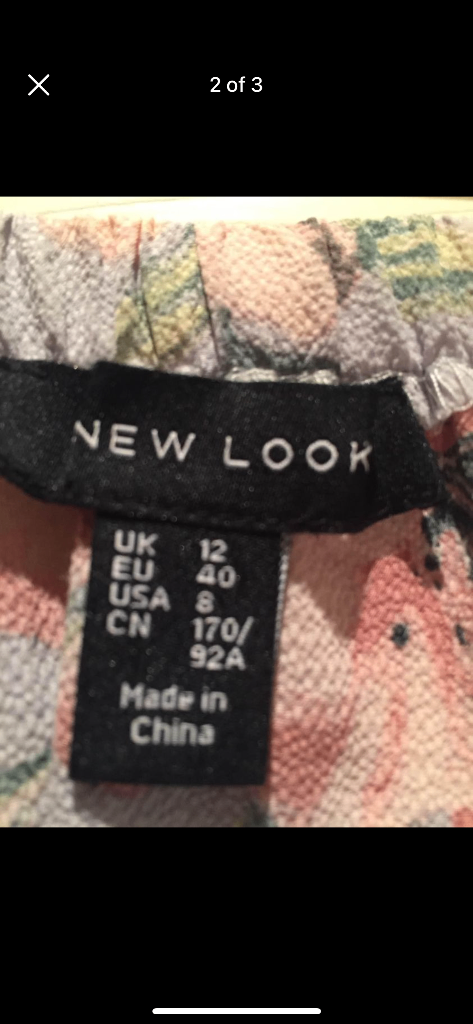 2 of 3
NEW LOOK
UK 12
EU 40
USA 8
CN 170/
92A
Made in
China